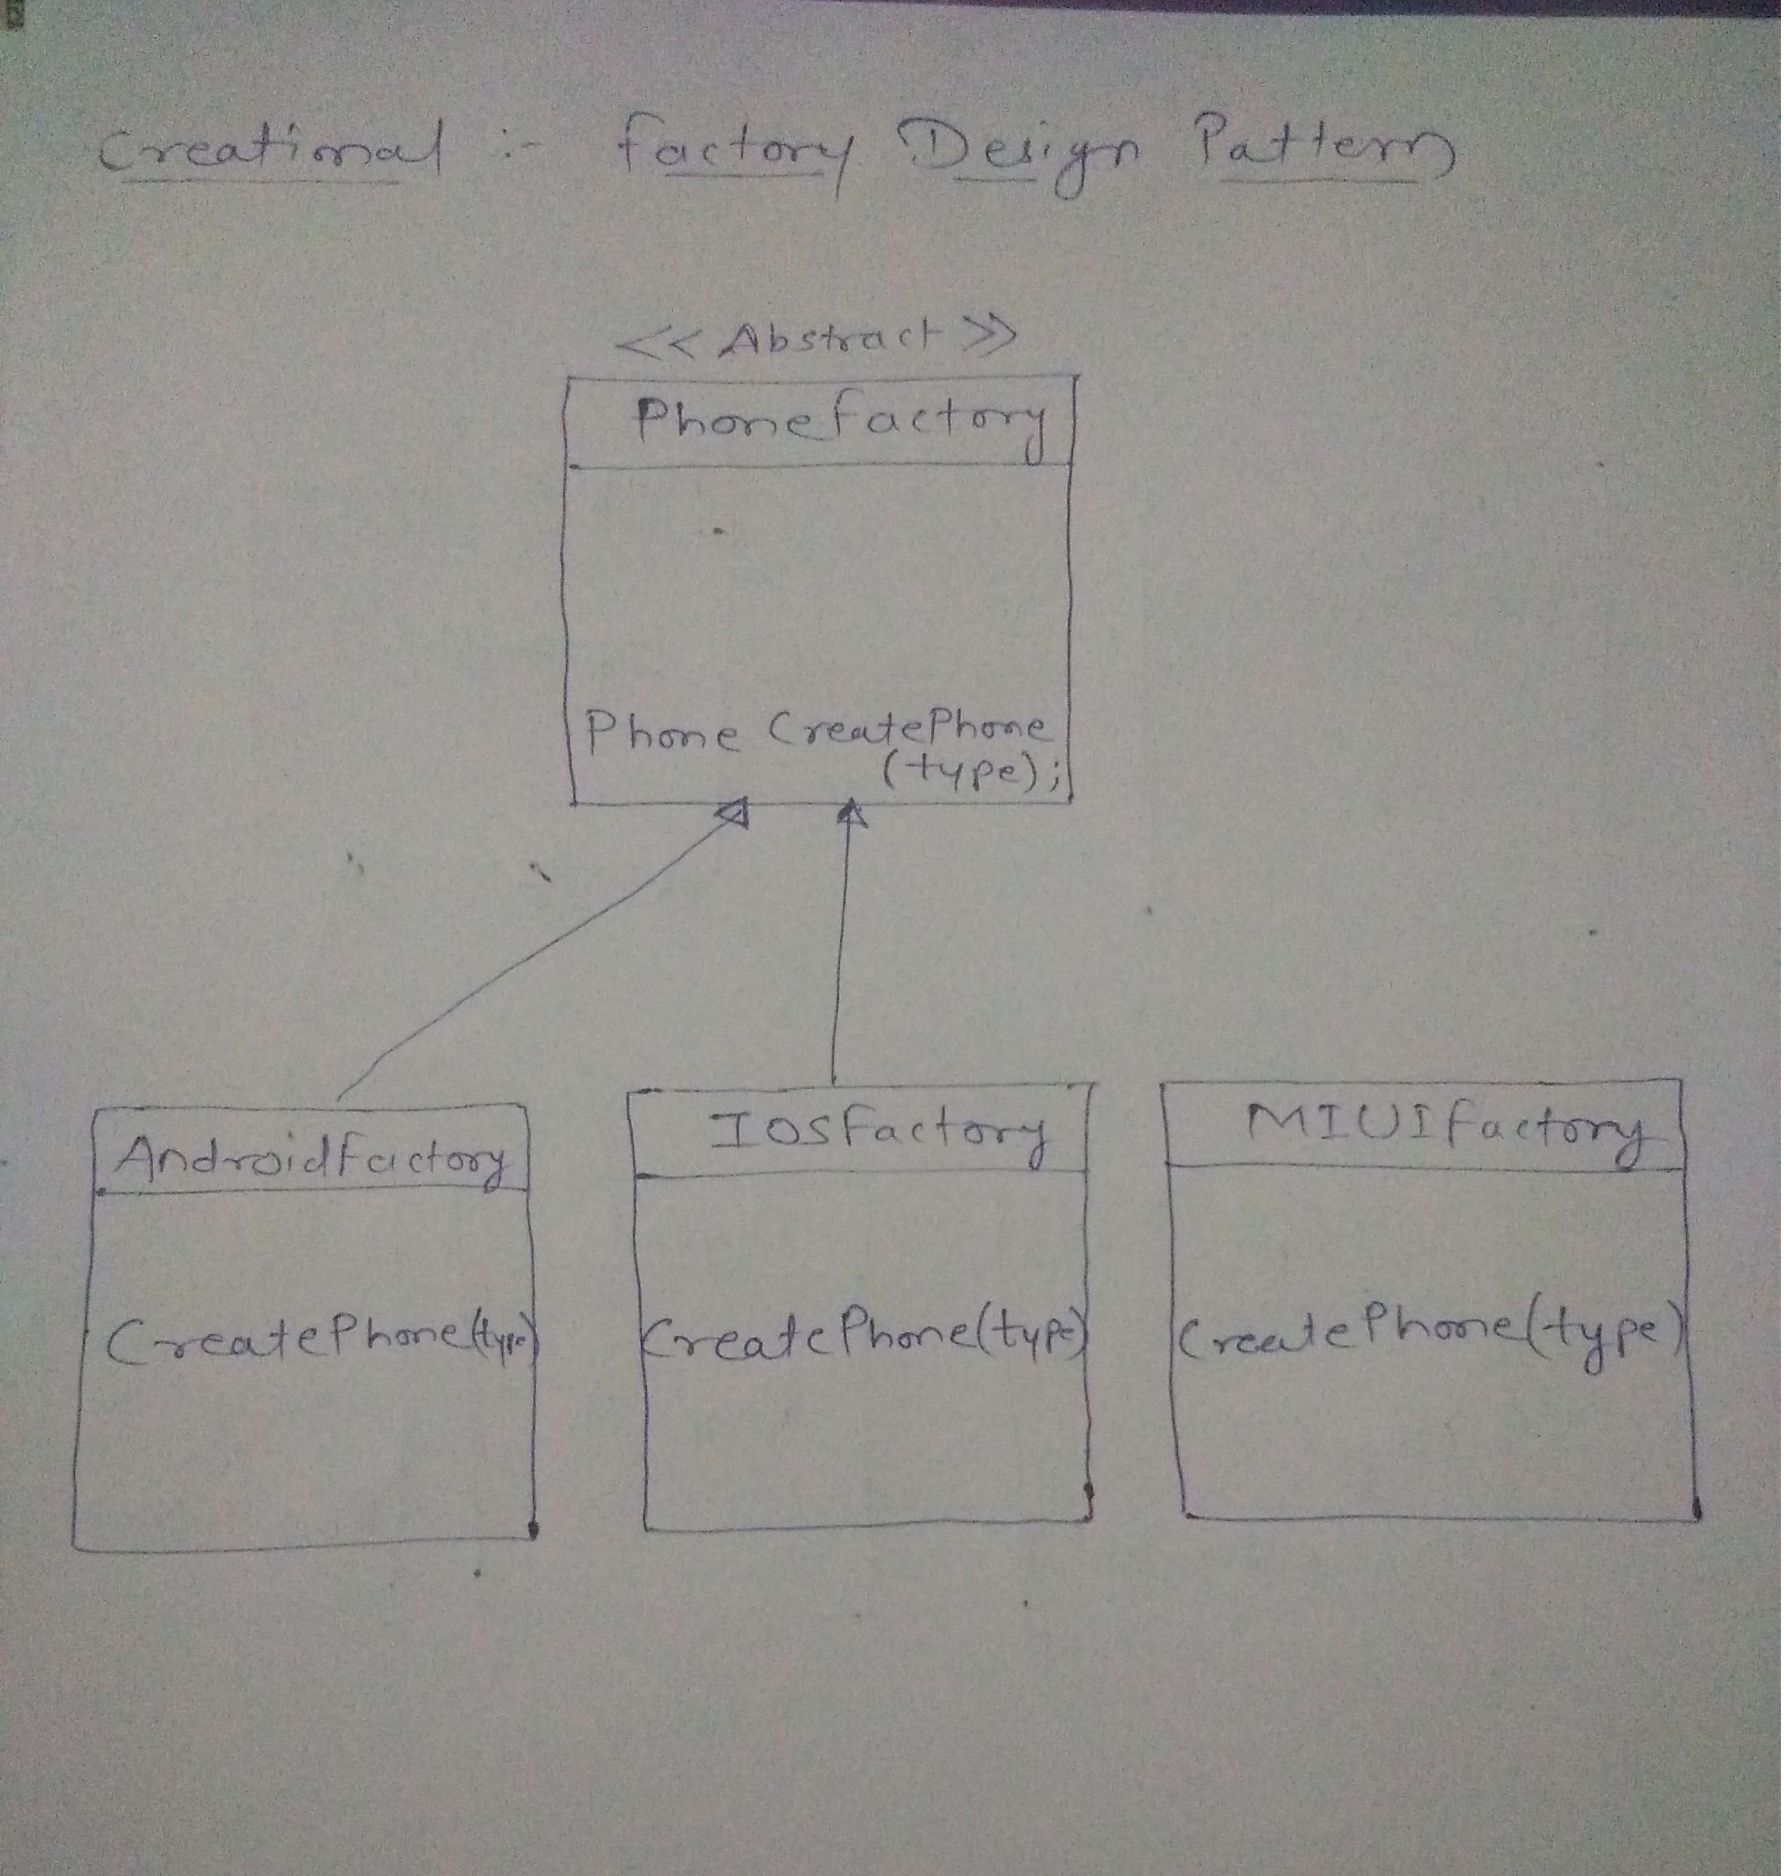 Creational :- Factory Design Pattern
<< Abstract >>
PhoneFactory
Phone CreatePhone
(type);
AndroidFactory
IOSFactory
MIUIFactory
CreatePhone(type)
CreatePhone(type)
CreatePhone(type)